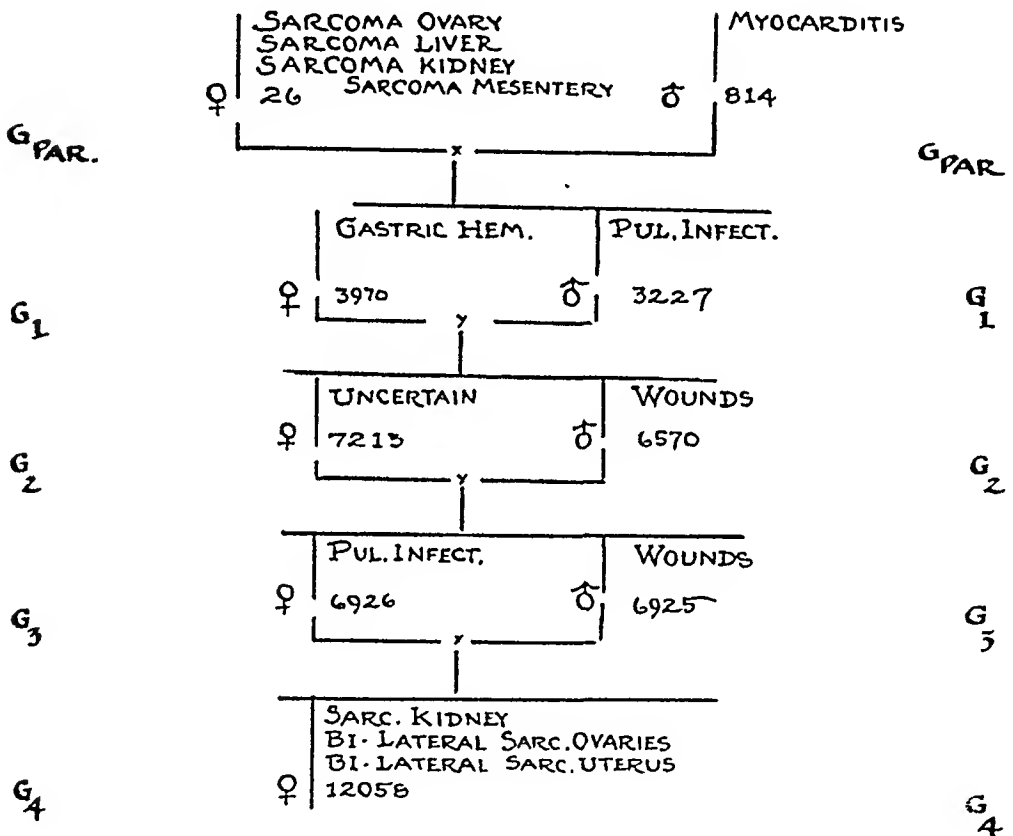 SARCOMA OVARY MYOCARDITIS
SARCOMA LIVER
SARCOMA KIDNEY
SARCOMA MESENTERY
♀ 26 ♂ 814
GPAR. GPAR
x
GASTRIC HEM. PUL. INFECT.
♀ 3970 ♂ 3227
G1 G1
Y
UNCERTAIN WOUNDS
♀ 7213 ♂ 6570
G2 G2
Y
PUL. INFECT. WOUNDS
♀ 6926 ♂ 6925
G3 G3
Y
SARC. KIDNEY
BI-LATERAL SARC. OVARIES
BI-LATERAL SARC. UTERUS
♀ 12058
G4 G4